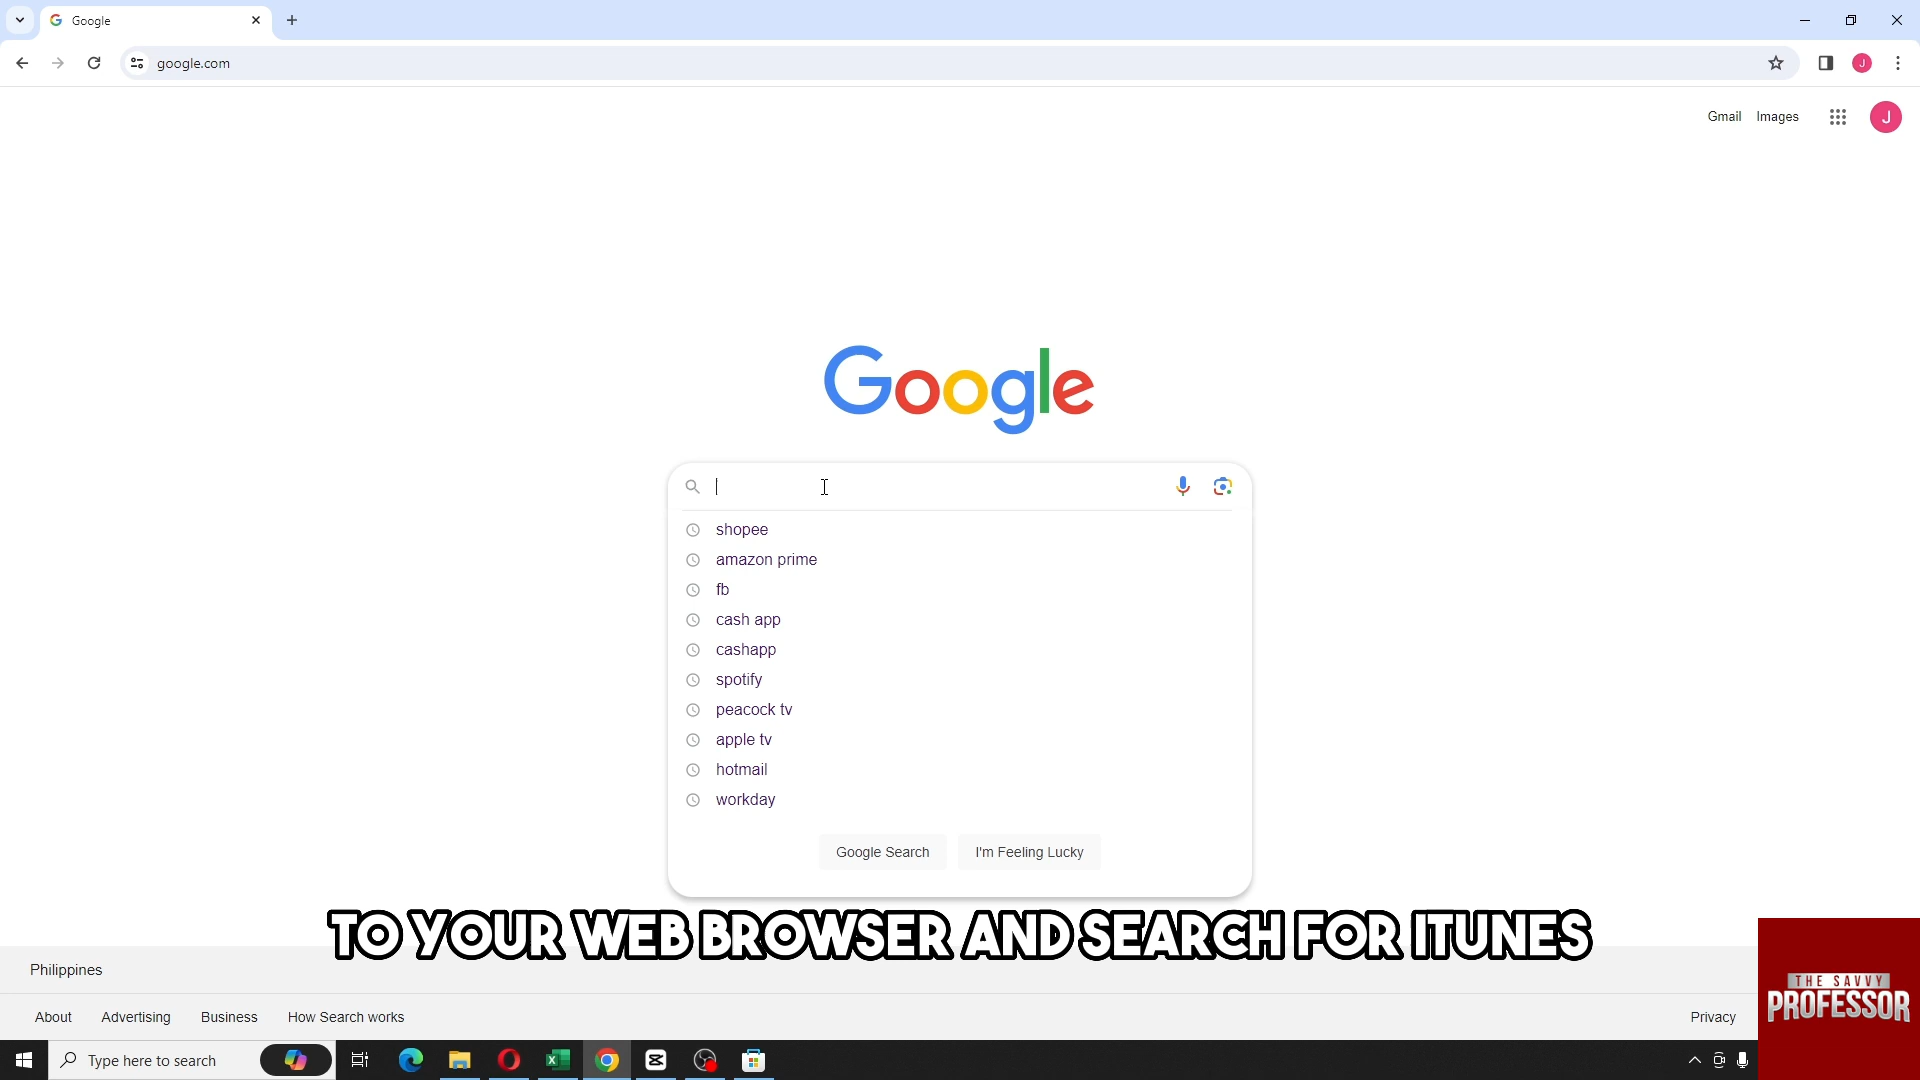 Google
google.com
Gmail Images
J
Google
shopee
amazon prime
fb
cash app
cashapp
spotify
peacock tv
apple tv
hotmail
workday
Google Search I'm Feeling Lucky
TO YOUR WEB BROWSER AND SEARCH FOR ITUNES
Philippines
About Advertising Business How Search works Privacy
THE SAVVY
PROFESSOR
Type here to search